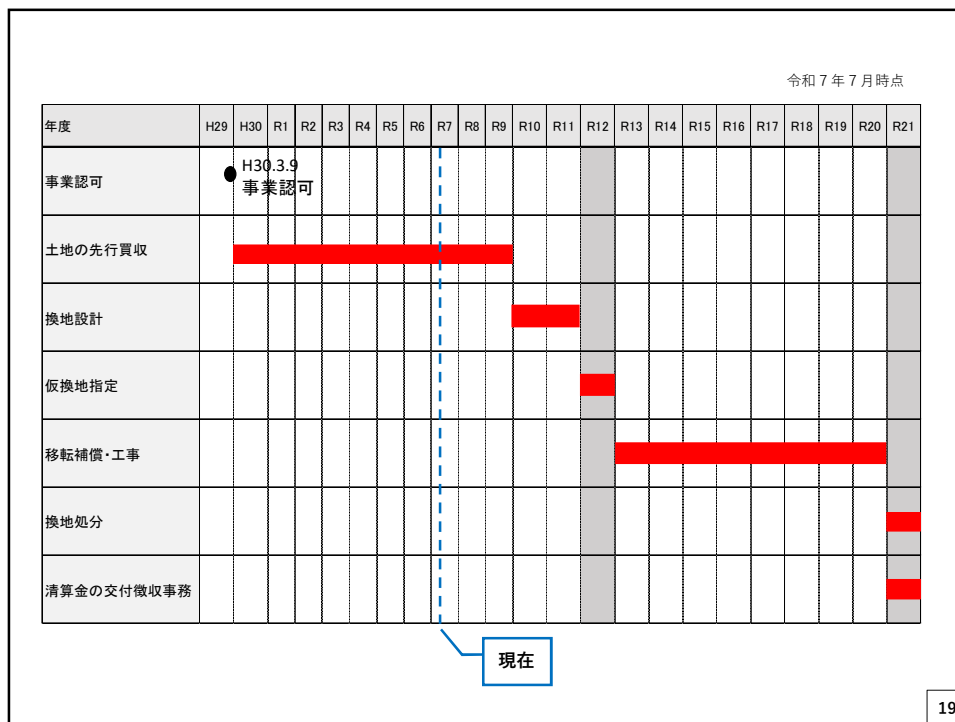 令和７年７月時点
年度 H29 H30 R1 R2 R3 R4 R5 R6 R7 R8 R9 R10 R11 R12 R13 R14 R15 R16 R17 R18 R19 R20 R21
事業認可
H30.3.9
事業認可
土地の先行買収
換地設計
仮換地指定
移転補償・工事
換地処分
清算金の交付徴収事務
現在
19